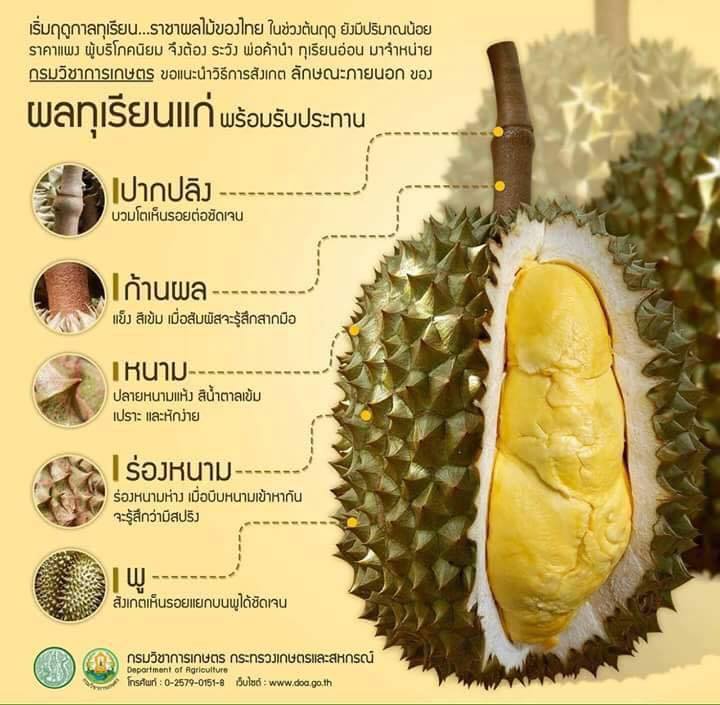 เริ่มฤดูกาลทุเรียน...ราชาผลไม้ของไทย ในช่วงต้นฤดู ยังมีปริมาณน้อย
ราคาแพง ผู้บริโภคนิยม จึงต้อง ระวัง พ่อค้านำ ทุเรียนอ่อน มาจำหน่าย
กรมวิชาการเกษตร ขอแนะนำวิธีการสังเกต ลักษณะภายนอก ของ
ผลทุเรียนแก่ พร้อมรับประทาน
ปากปลิง
บวมโตเห็นรอยต่อชัดเจน
ก้านผล
แข็ง สีเข้ม เมื่อสัมผัสจะรู้สึกสากมือ
หนาม
ปลายหนามแห้ง สีน้ำตาลเข้ม
เปราะ และหักง่าย
ร่องหนาม
ร่องหนามห่าง เมื่อบีบหนามเข้าหากัน
จะรู้สึกว่ามีสปริง
พู
สังเกตเห็นรอยแยกบนพูได้ชัดเจน
กรมวิชาการเกษตร กระทรวงเกษตรและสหกรณ์
Department of Agriculture
โทรศัพท์ : 0-2579-0151-8 เว็บไซต์ : www.doa.go.th
กรมวิชาการเกษตร